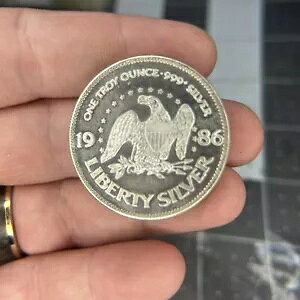 ONE TROY OUNCE · 999+ SILVER
19 86
LIBERTY SILVER